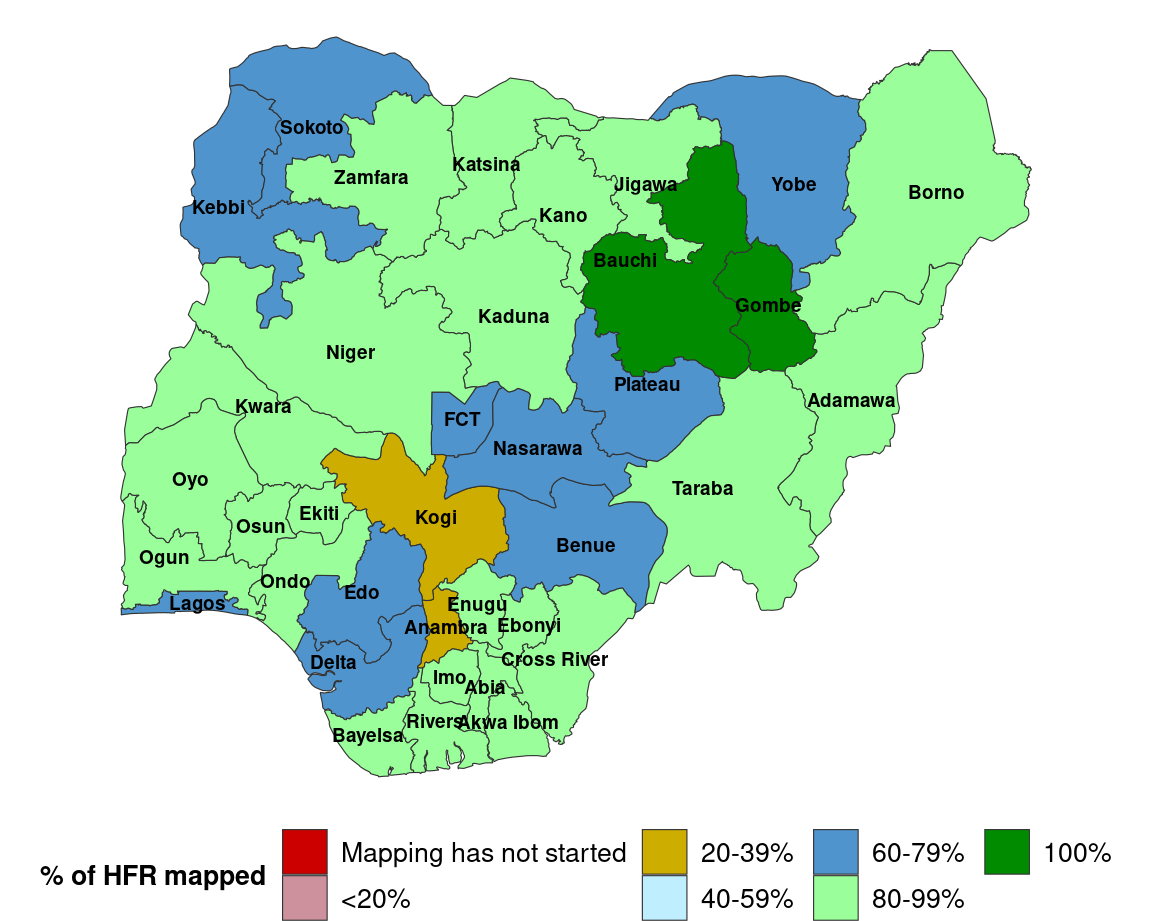 Sokoto
Katsina
Zamfara
Jigawa
Yobe
Borno
Kebbi
Kano
Bauchi
Gombe
Kaduna
Niger
Plateau
Adamawa
Kwara
FCT
Nasarawa
Oyo
Taraba
Ekiti
Kogi
Osun
Benue
Ogun
Ondo
Edo
Lagos
Enugu
Anambra
Ebonyi
Delta
Cross River
Imo
Abia
Rivers
Akwa Ibom
Bayelsa
% of HFR mapped
Mapping has not started
<20%
20-39%
40-59%
60-79%
80-99%
100%